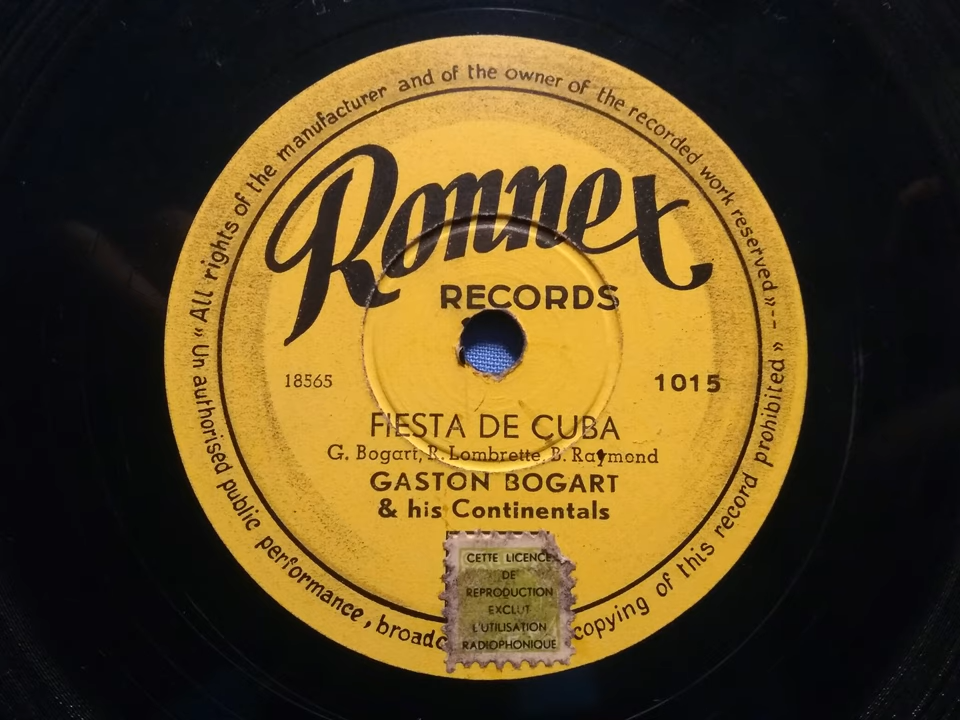 « All rights of the manufacturer and of the owner of the recorded work reserved » ---
Ronnex
RECORDS
18565
1015
FIESTA DE CUBA
G. Bogart, R. Lombrette, B. Raymond
GASTON BOGART
& his Continentals
CETTE LICENCE
DE
REPRODUCTION
EXCLUT
L'UTILISATION
RADIOPHONIQUE
Un authorised public performance, broadc copying of this record prohibited »